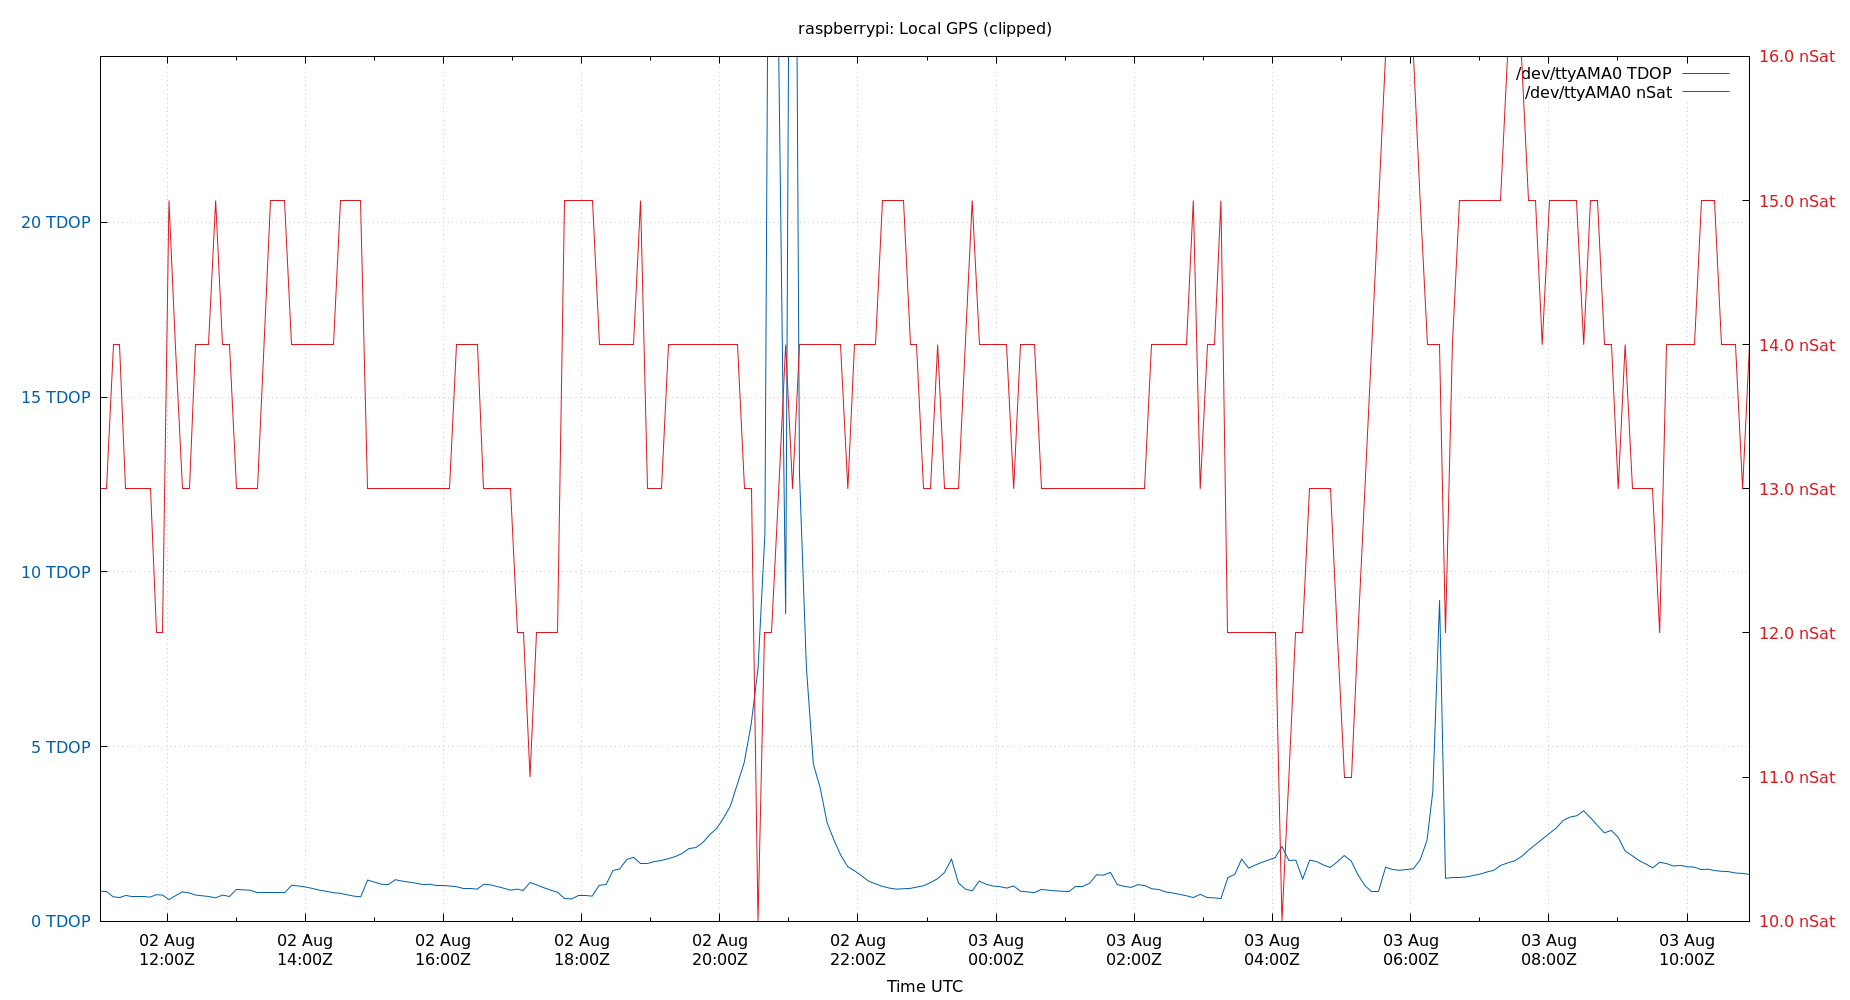 raspberrypi: Local GPS (clipped)
/dev/ttyAMA0 TDOP
/dev/ttyAMA0 nSat
20 TDOP
15 TDOP
10 TDOP
5 TDOP
0 TDOP
16.0 nSat
15.0 nSat
14.0 nSat
13.0 nSat
12.0 nSat
11.0 nSat
10.0 nSat
02 Aug
12:00Z
02 Aug
14:00Z
02 Aug
16:00Z
02 Aug
18:00Z
02 Aug
20:00Z
02 Aug
22:00Z
03 Aug
00:00Z
03 Aug
02:00Z
03 Aug
04:00Z
03 Aug
06:00Z
03 Aug
08:00Z
03 Aug
10:00Z
Time UTC